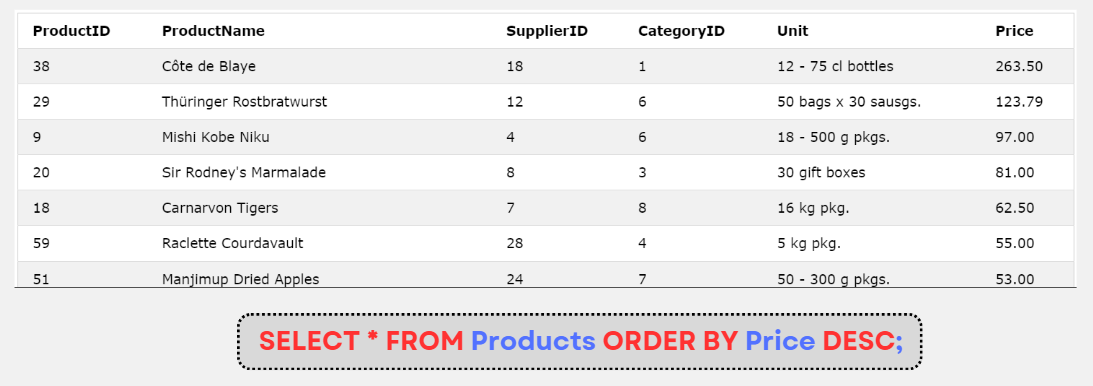 ProductID ProductName SupplierID CategoryID Unit Price
38 Côte de Blaye 18 1 12 - 75 cl bottles 263.50
29 Thüringer Rostbratwurst 12 6 50 bags x 30 sausgs. 123.79
9 Mishi Kobe Niku 4 6 18 - 500 g pkgs. 97.00
20 Sir Rodney's Marmalade 8 3 30 gift boxes 81.00
18 Carnarvon Tigers 7 8 16 kg pkg. 62.50
59 Raclette Courdavault 28 4 5 kg pkg. 55.00
51 Manjimup Dried Apples 24 7 50 - 300 g pkgs. 53.00
SELECT * FROM Products ORDER BY Price DESC;